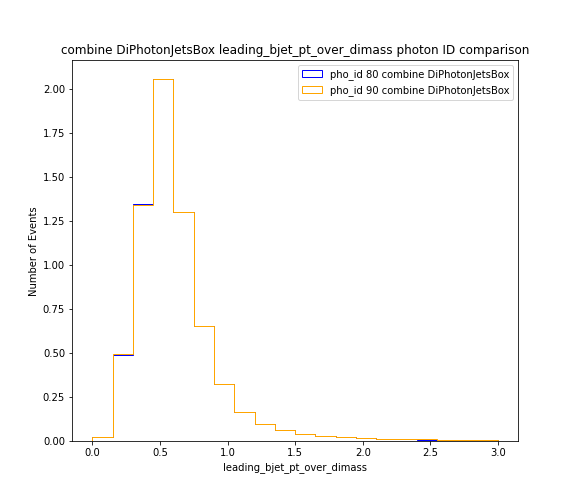 combine DiPhotonJetsBox leading_bjet_pt_over_dimass photon ID comparison
pho_id 80 combine DiPhotonJetsBox
pho_id 90 combine DiPhotonJetsBox
Number of Events
2.00
1.75
1.50
1.25
1.00
0.75
0.50
0.25
0.00
0.0 0.5 1.0 1.5 2.0 2.5 3.0
leading_bjet_pt_over_dimass